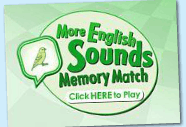 More English
Sounds
Memory Match
Click HERE to Play